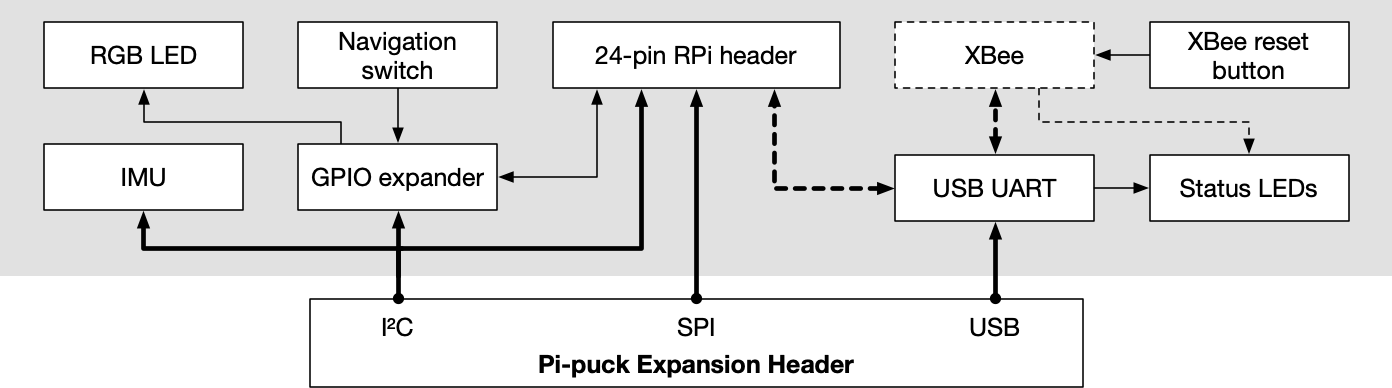 RGB LED
Navigation
switch
24-pin RPi header
XBee
XBee reset
button
IMU
GPIO expander
USB UART
Status LEDs
I²C
SPI
USB
Pi-puck Expansion Header